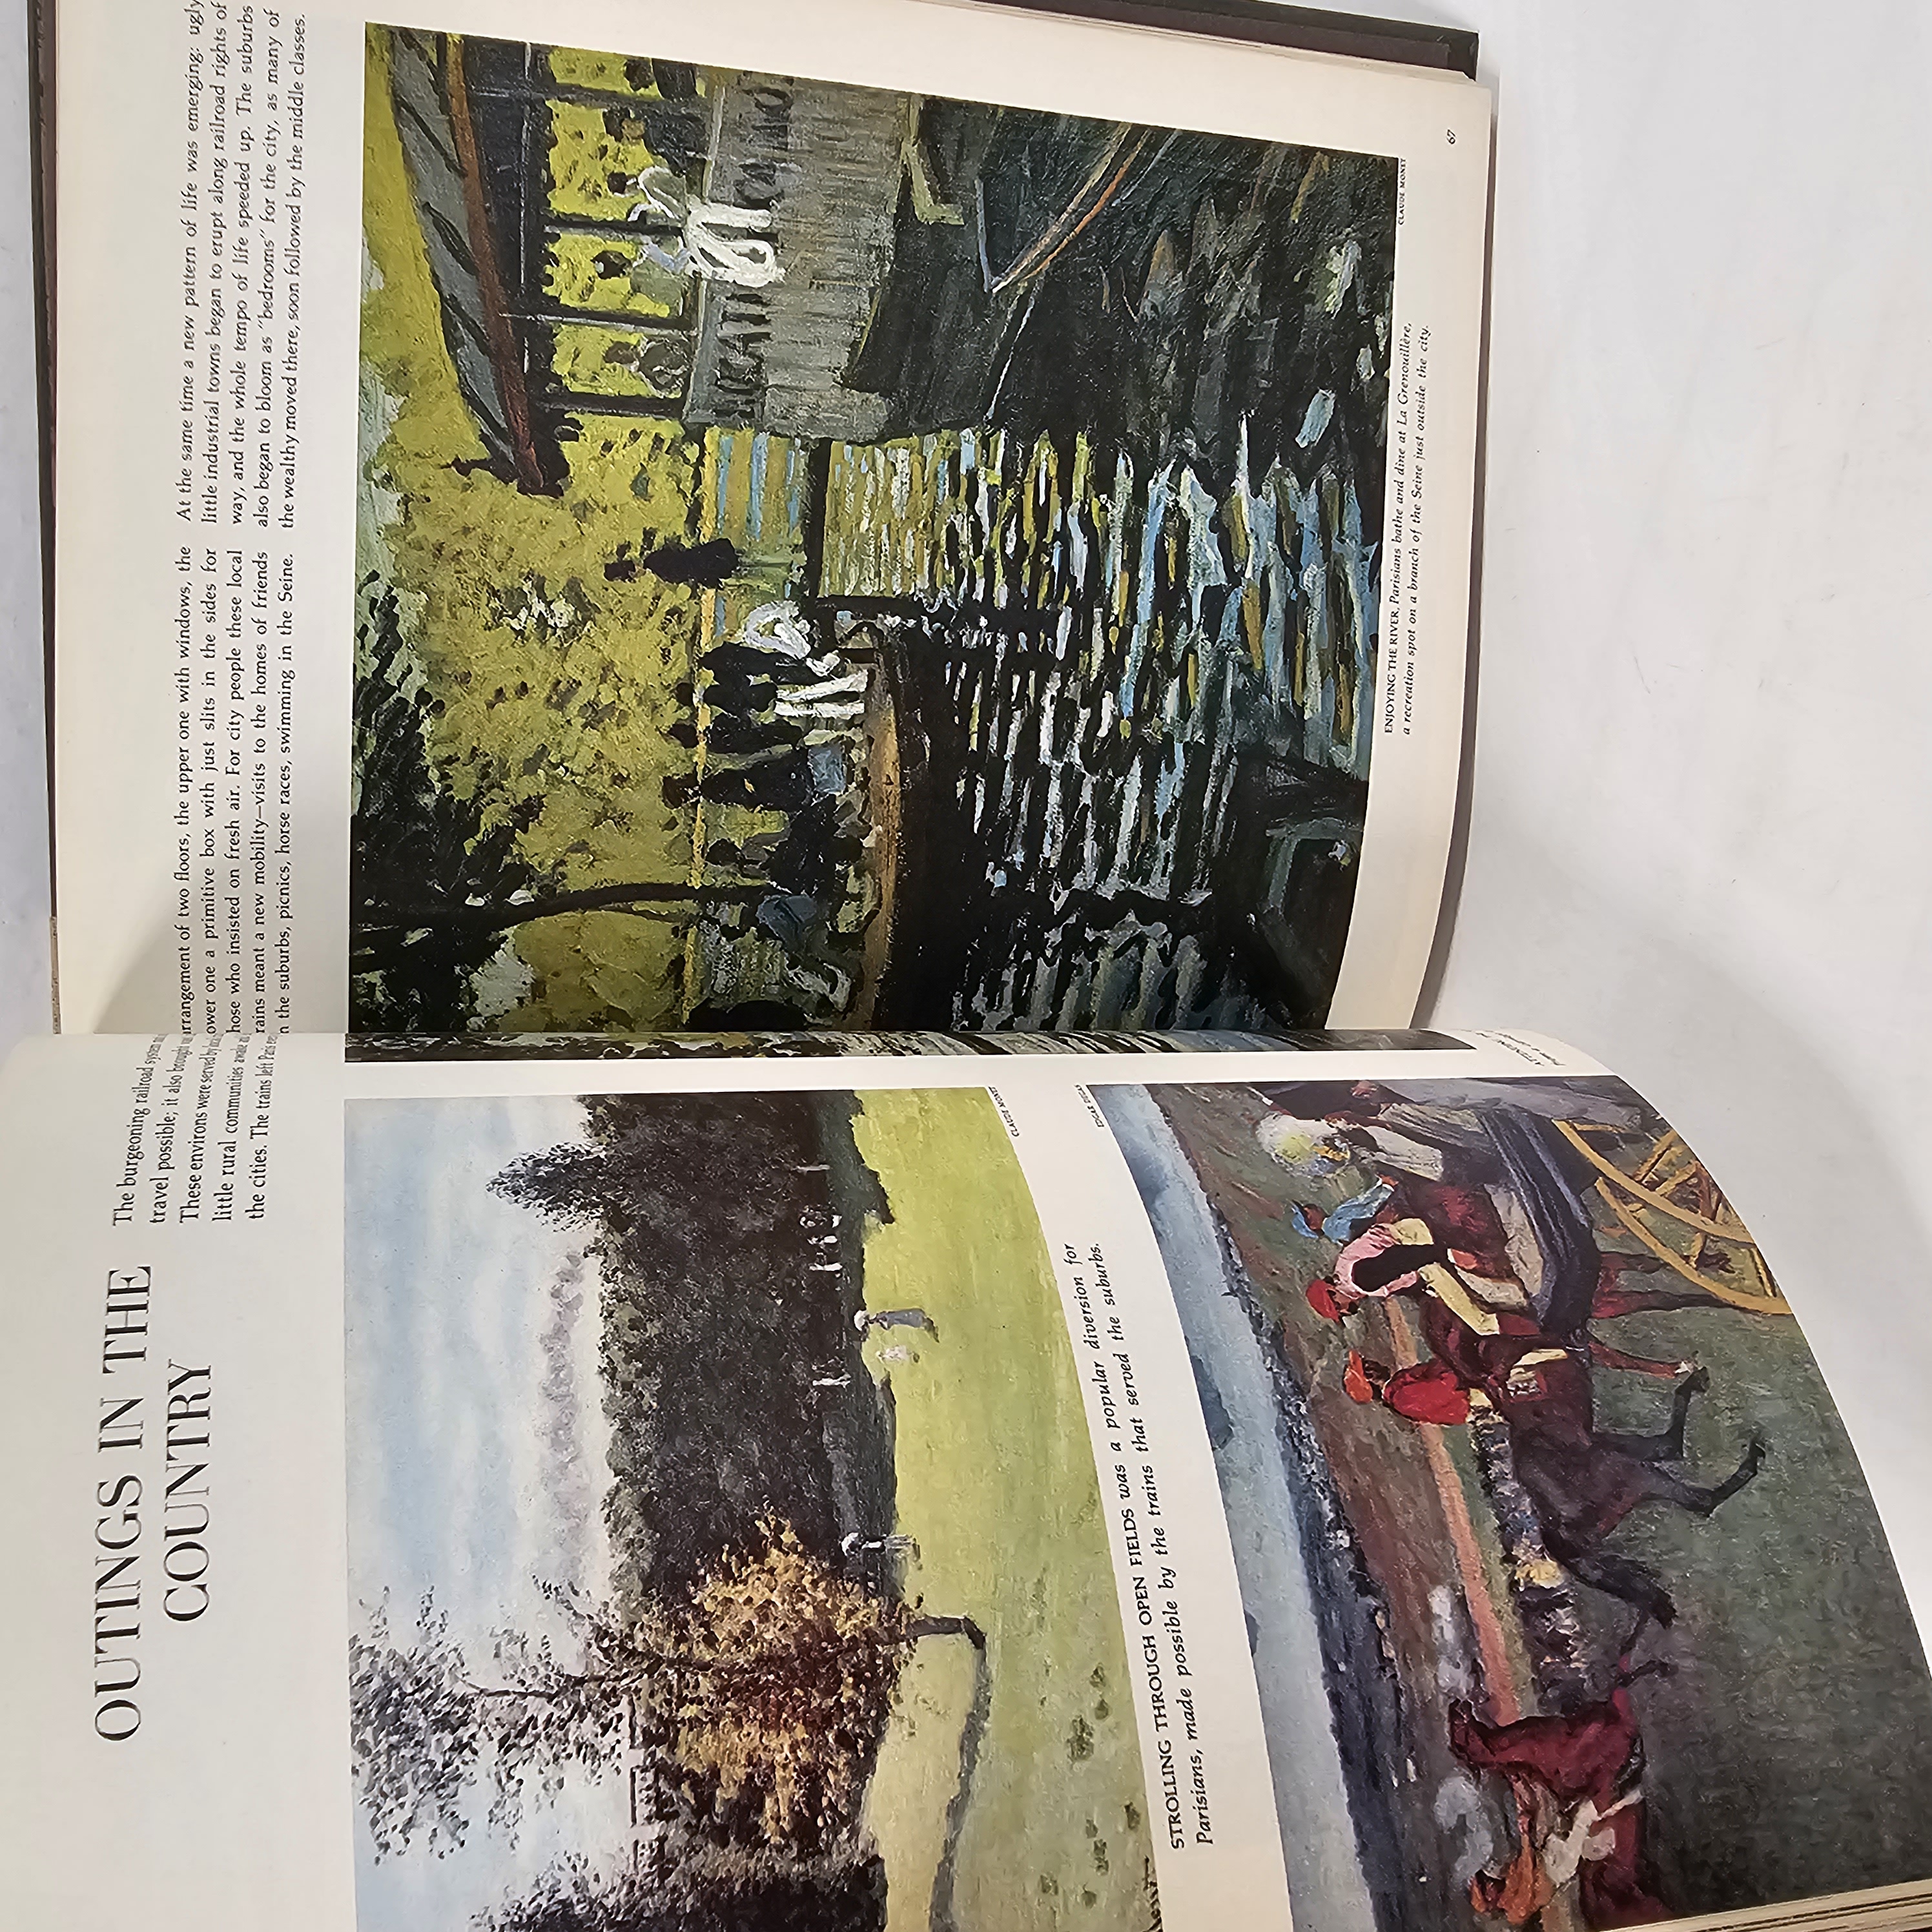 OUTINGS IN THE
COUNTRY
The burgeoning railroad system
travel possible; it also brought
These environs were served by
little rural communities awake
the cities. The trains left Paris
CLAUDE MONET
STROLLING THROUGH OPEN FIELDS was a popular diversion for
Parisians, made possible by the trains that served the suburbs.
EDGAR DEGAS
arrangement of two floors, the upper one with windows, the
ower one a primitive box with just slits in the sides for
hose who insisted on fresh air. For city people these local
rains meant a new mobility—visits to the homes of friends
n the suburbs, picnics, horse races, swimming in the Seine.
At the same time a new pattern of life was emerging: ugly
little industrial towns began to erupt along railroad rights of
way, and the whole tempo of life speeded up. The suburbs
also began to bloom as "bedrooms" for the city, as many of
the wealthy moved there, soon followed by the middle classes.
ENJOYING THE RIVER, Parisians bathe and dine at La Grenouillère,
a recreation spot on a branch of the Seine just outside the city.
CLAUDE MONET
67